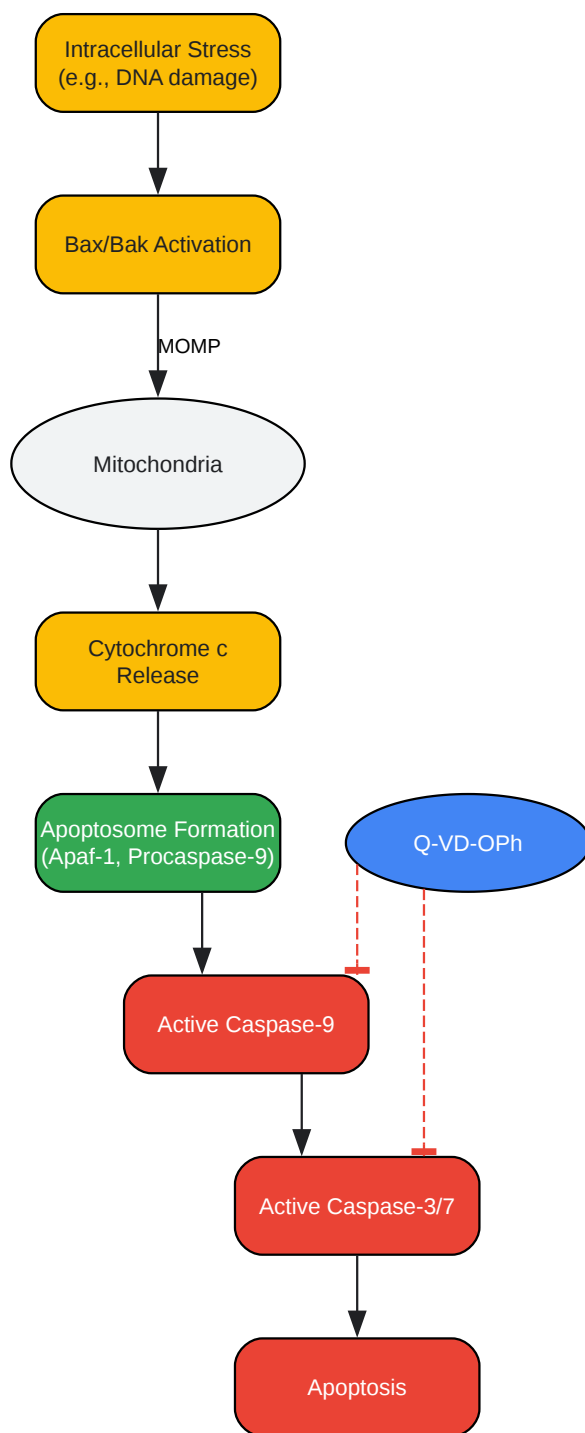 Intracellular Stress
(e.g., DNA damage)
Bax/Bak Activation
MOMP
Mitochondria
Cytochrome c
Release
Apoptosome Formation
(Apaf-1, Procaspase-9)
Q-VD-OPh
Active Caspase-9
Active Caspase-3/7
Apoptosis